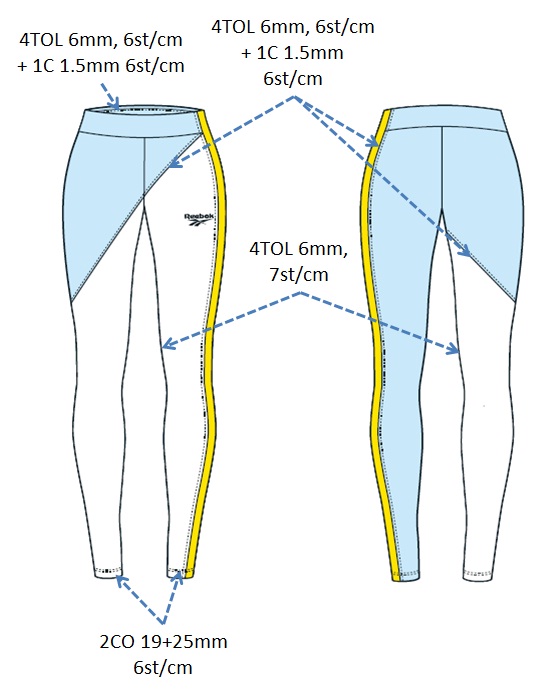 4TOL 6mm, 6st/cm
+ 1C 1.5mm 6st/cm
4TOL 6mm, 6st/cm
+ 1C 1.5mm
6st/cm
Reebok
4TOL 6mm,
7st/cm
2CO 19+25mm
6st/cm